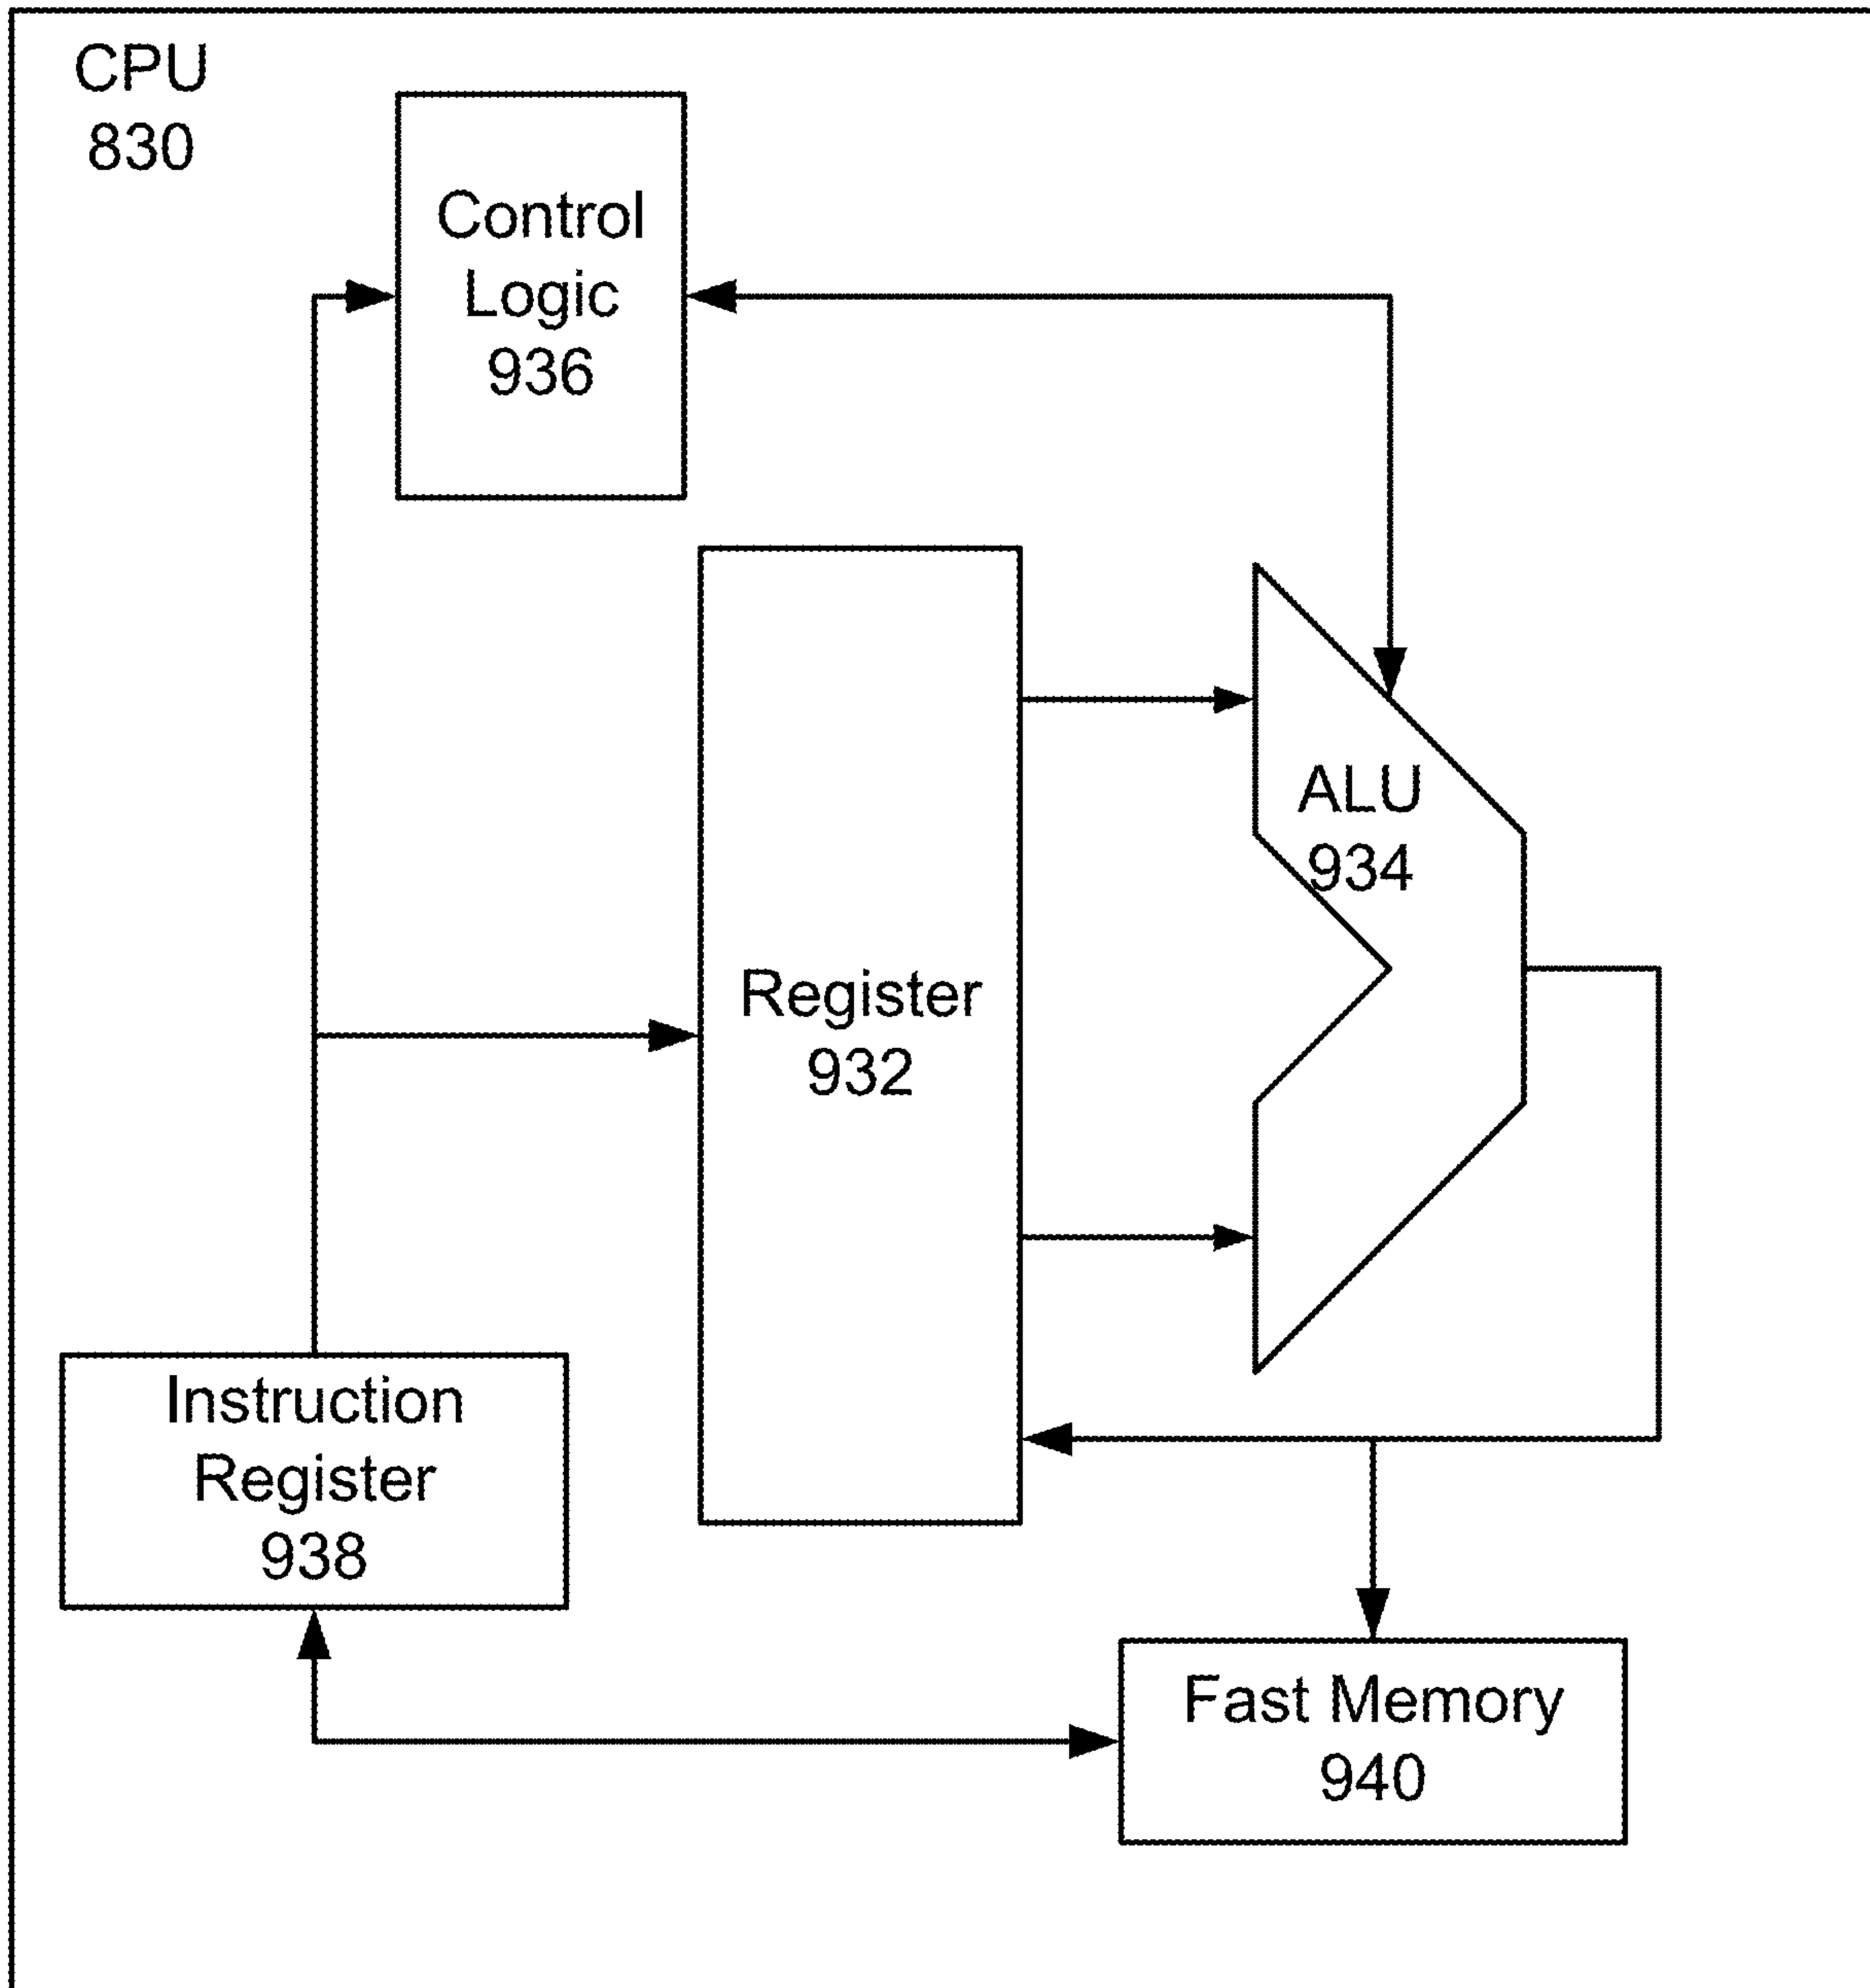 CPU
830
Control
Logic
936
ALU
934
Register
932
Instruction
Register
938
Fast Memory
940